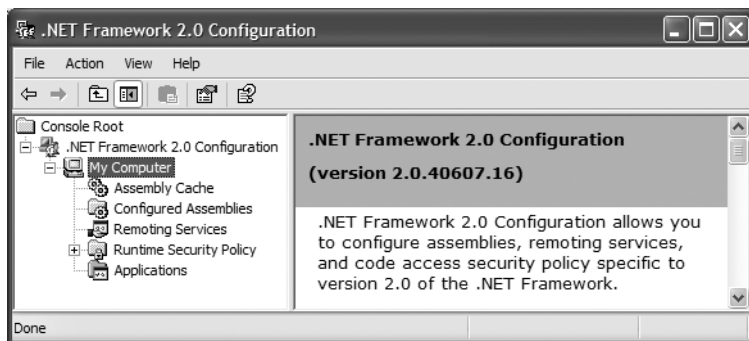 .NET Framework 2.0 Configuration
File Action View Help
Console Root
.NET Framework 2.0 Configuration
My Computer
Assembly Cache
Configured Assemblies
Remoting Services
Runtime Security Policy
Applications
.NET Framework 2.0 Configuration
(version 2.0.40607.16)
.NET Framework 2.0 Configuration allows you
to configure assemblies, remoting services,
and code access security policy specific to
version 2.0 of the .NET Framework.
Done